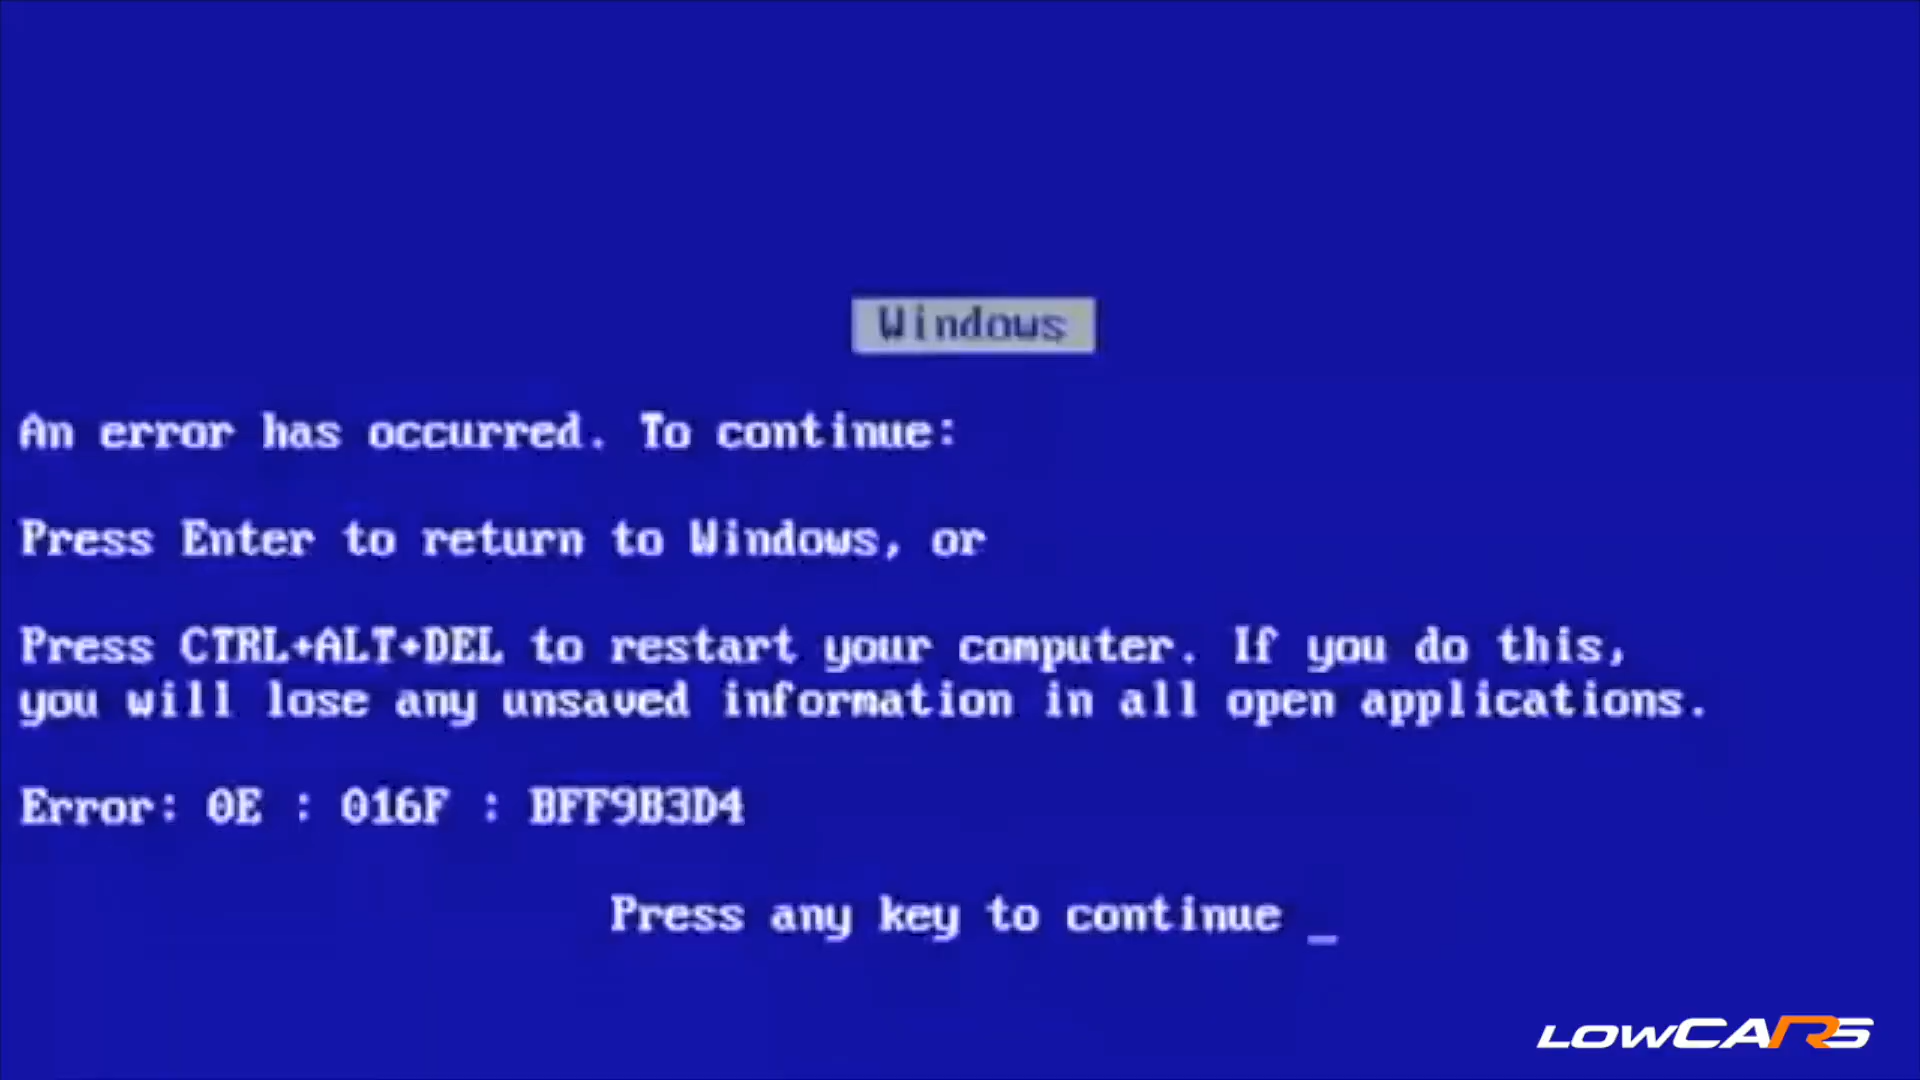 Windows
An error has occurred. To continue:
Press Enter to return to Windows, or
Press CTRL+ALT+DEL to restart your computer. If you do this,
you will lose any unsaved information in all open applications.
Error: 0E : 016F : BFF9B3D4
Press any key to continue _
LOWCARS